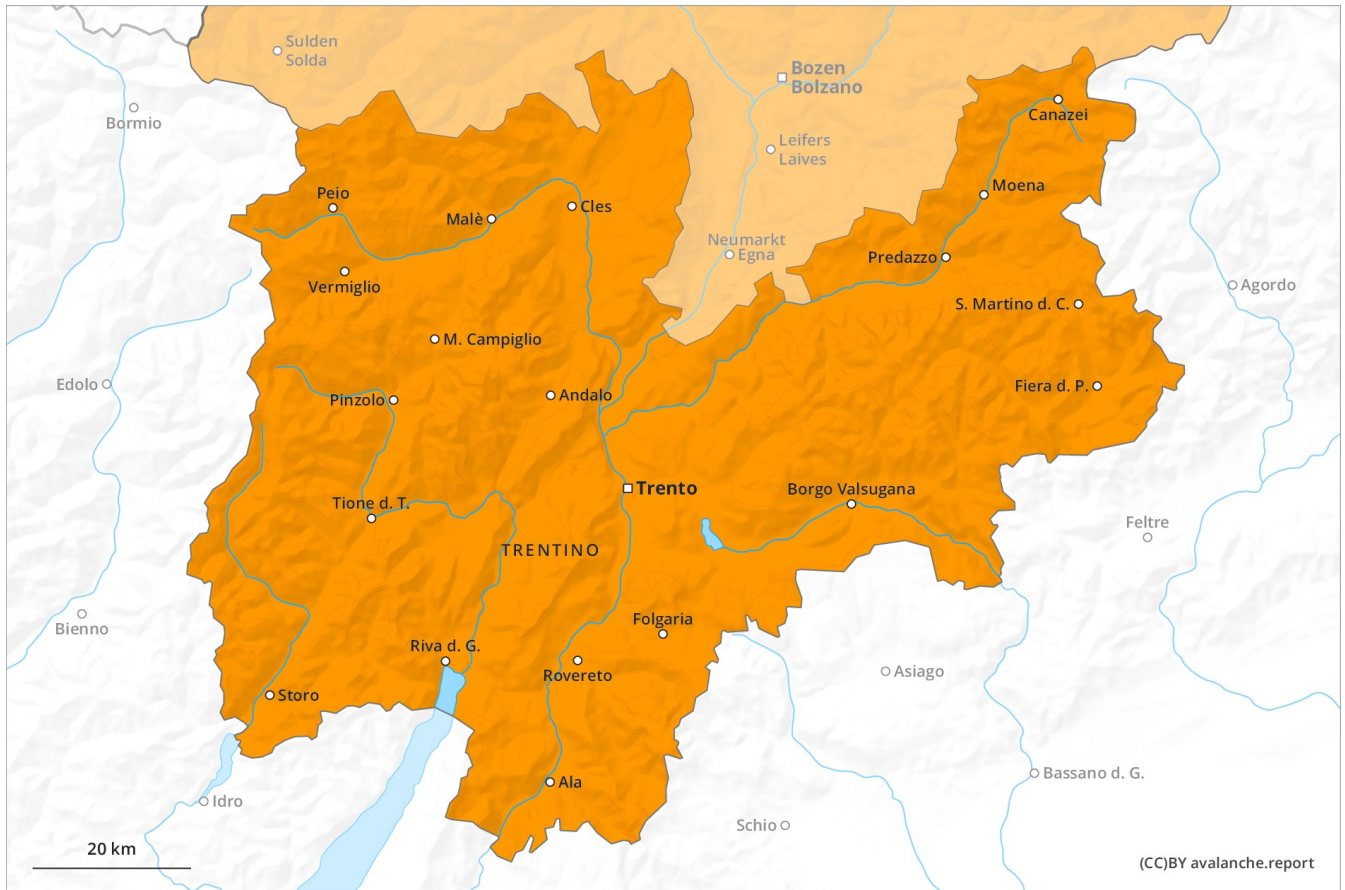 Sulden
Solda
Bozen
Bolzano
Bormio
Canazei
Leifers
Laives
Peio
Moena
Malè
Cles
Neumarkt
Egna
Predazzo
Vermiglio
Agordo
S. Martino d. C.
M. Campiglio
Edolo
Fiera d. P.
Pinzolo
Andalo
Trento
Borgo Valsugana
Tione d. T.
Feltre
TRENTINO
Bienno
Folgaria
Riva d. G.
Rovereto
Asiago
Storo
Bassano d. G.
Ala
Idro
Schio
20 km
(CC)BY avalanche.report